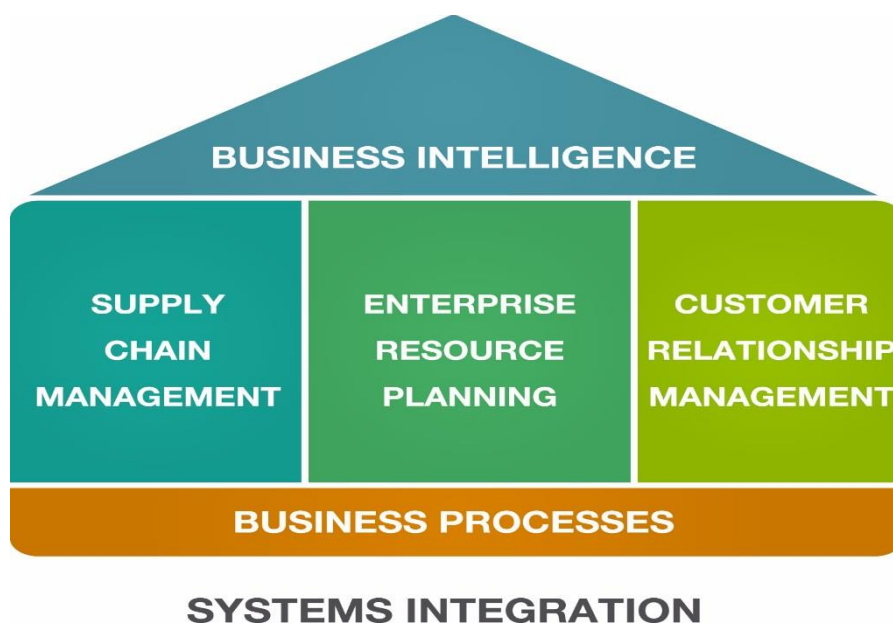 BUSINESS INTELLIGENCE
SUPPLY
CHAIN
MANAGEMENT
ENTERPRISE
RESOURCE
PLANNING
CUSTOMER
RELATIONSHIP
MANAGEMENT
BUSINESS PROCESSES
SYSTEMS INTEGRATION